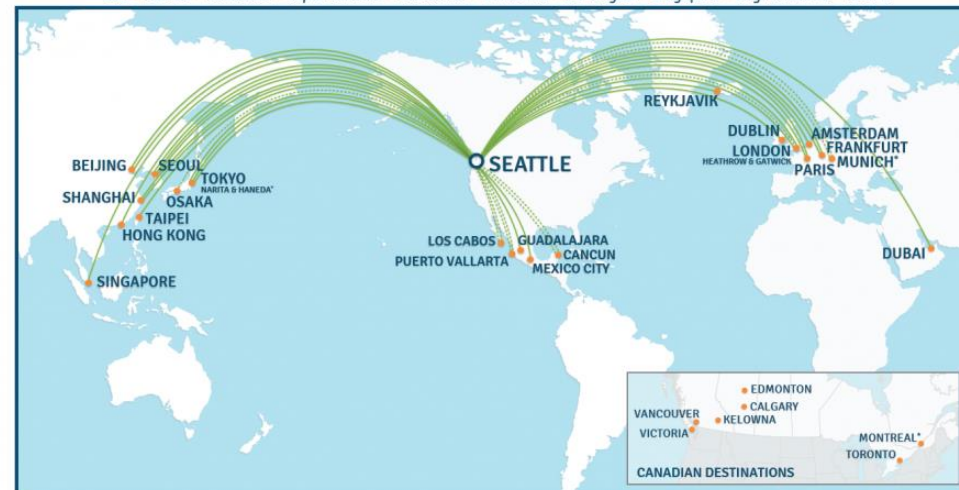 REYKJAVIK
DUBLIN
AMSTERDAM
LONDON
HEATHROW & GATWICK
FRANKFURT
MUNICH*
PARIS
SEATTLE
BEIJING
SEOUL
TOKYO
NARITA & HANEDA*
SHANGHAI
OSAKA
TAIPEI
HONG KONG
SINGAPORE
LOS CABOS
GUADALAJARA
PUERTO VALLARTA
CANCUN
MEXICO CITY
DUBAI
EDMONTON
CALGARY
VANCOUVER
KELOWNA
VICTORIA
MONTREAL*
TORONTO
CANADIAN DESTINATIONS